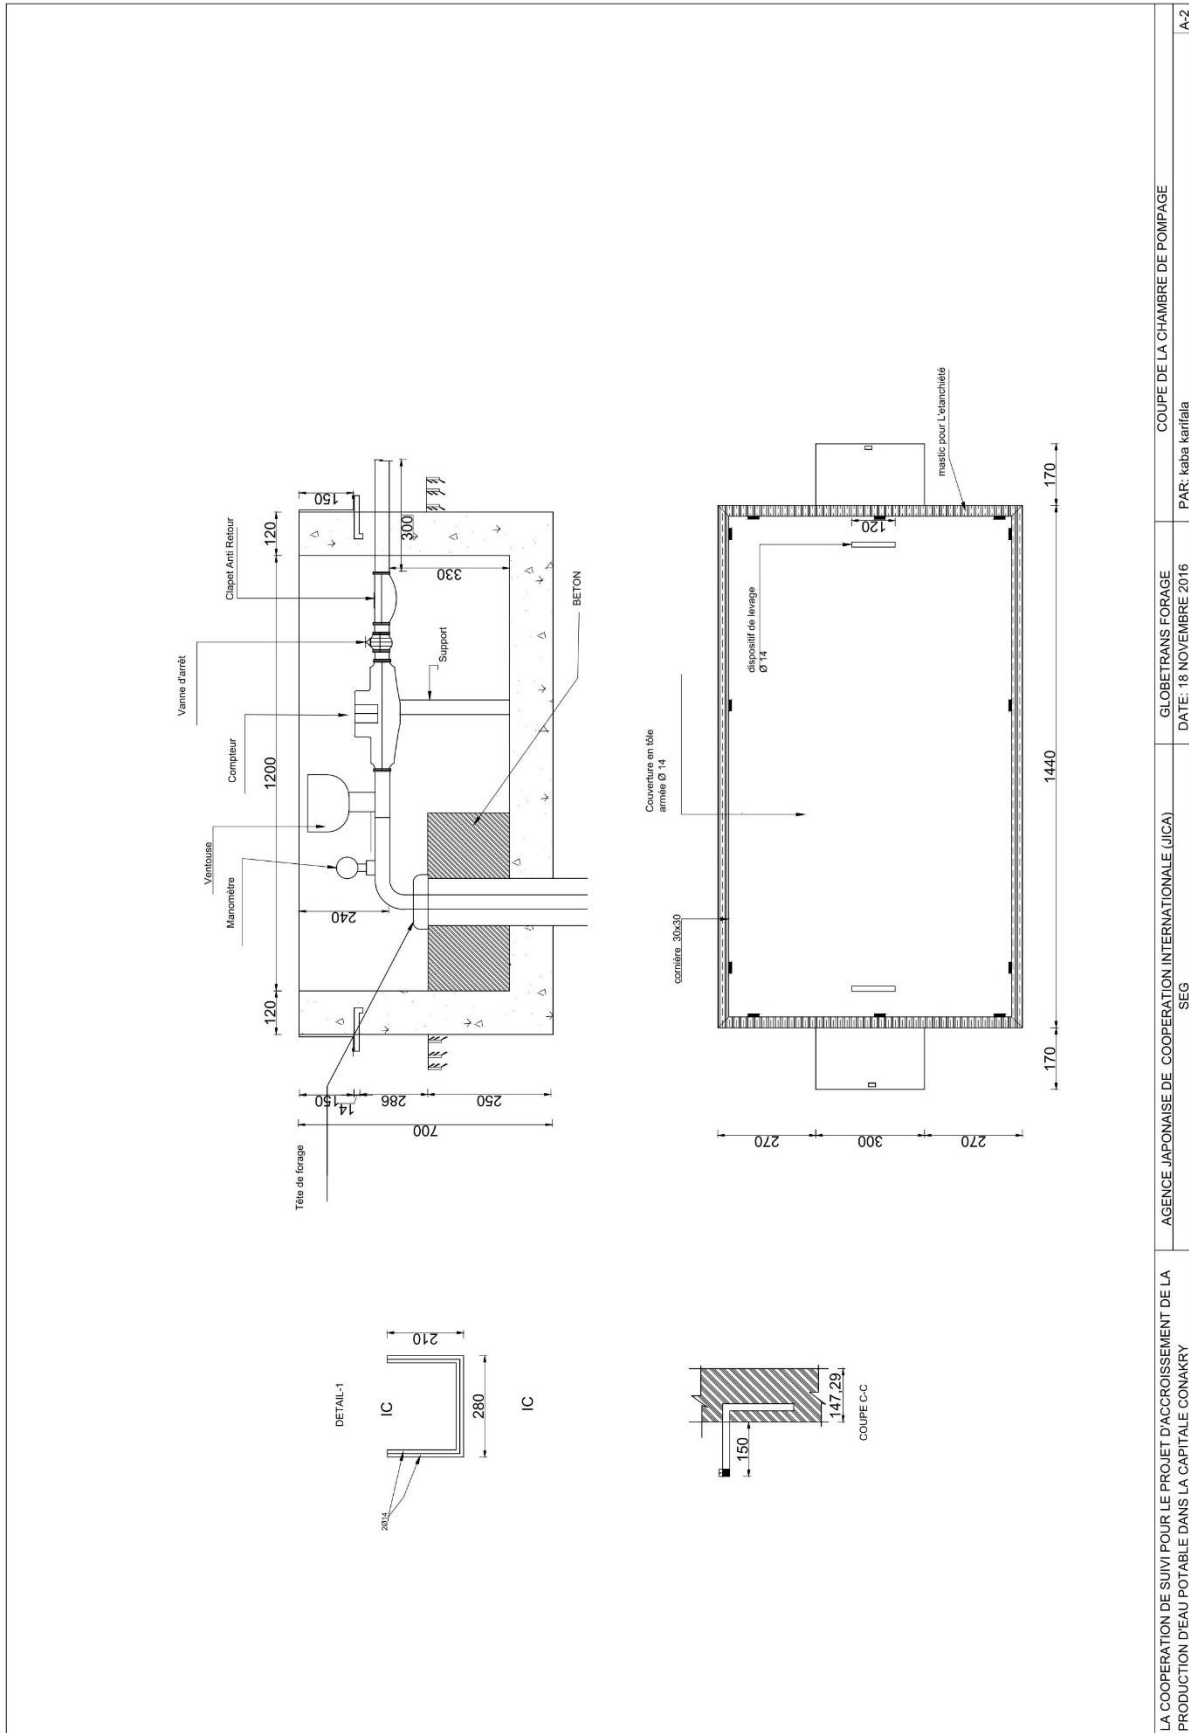 Clapet Anti Retour
Vanne d'arrêt
Compteur
Ventouse
Manomètre
Tête de forage
Support
BETON
120
1200
120
150
300
330
240
150
14
286
250
700
DETAIL-1
IC
210
280
IC
2Ø14
Couverture en tôle
armée Ø 14
cornière 30x30
dispositif de levage
Ø 14
mastic pour L'etanchiété
120
170
1440
170
270
300
270
150
147,29
COUPE C-C
LA COOPERATION DE SUIVI POUR LE PROJET D'ACCROISSEMENT DE LA
PRODUCTION D'EAU POTABLE DANS LA CAPITALE CONAKRY
AGENCE JAPONAISE DE COOPERATION INTERNATIONALE (JICA)
SEG
GLOBETRANS FORAGE
DATE: 18 NOVEMBRE 2016
COUPE DE LA CHAMBRE DE POMPAGE
PAR: kaba karifala
A-2